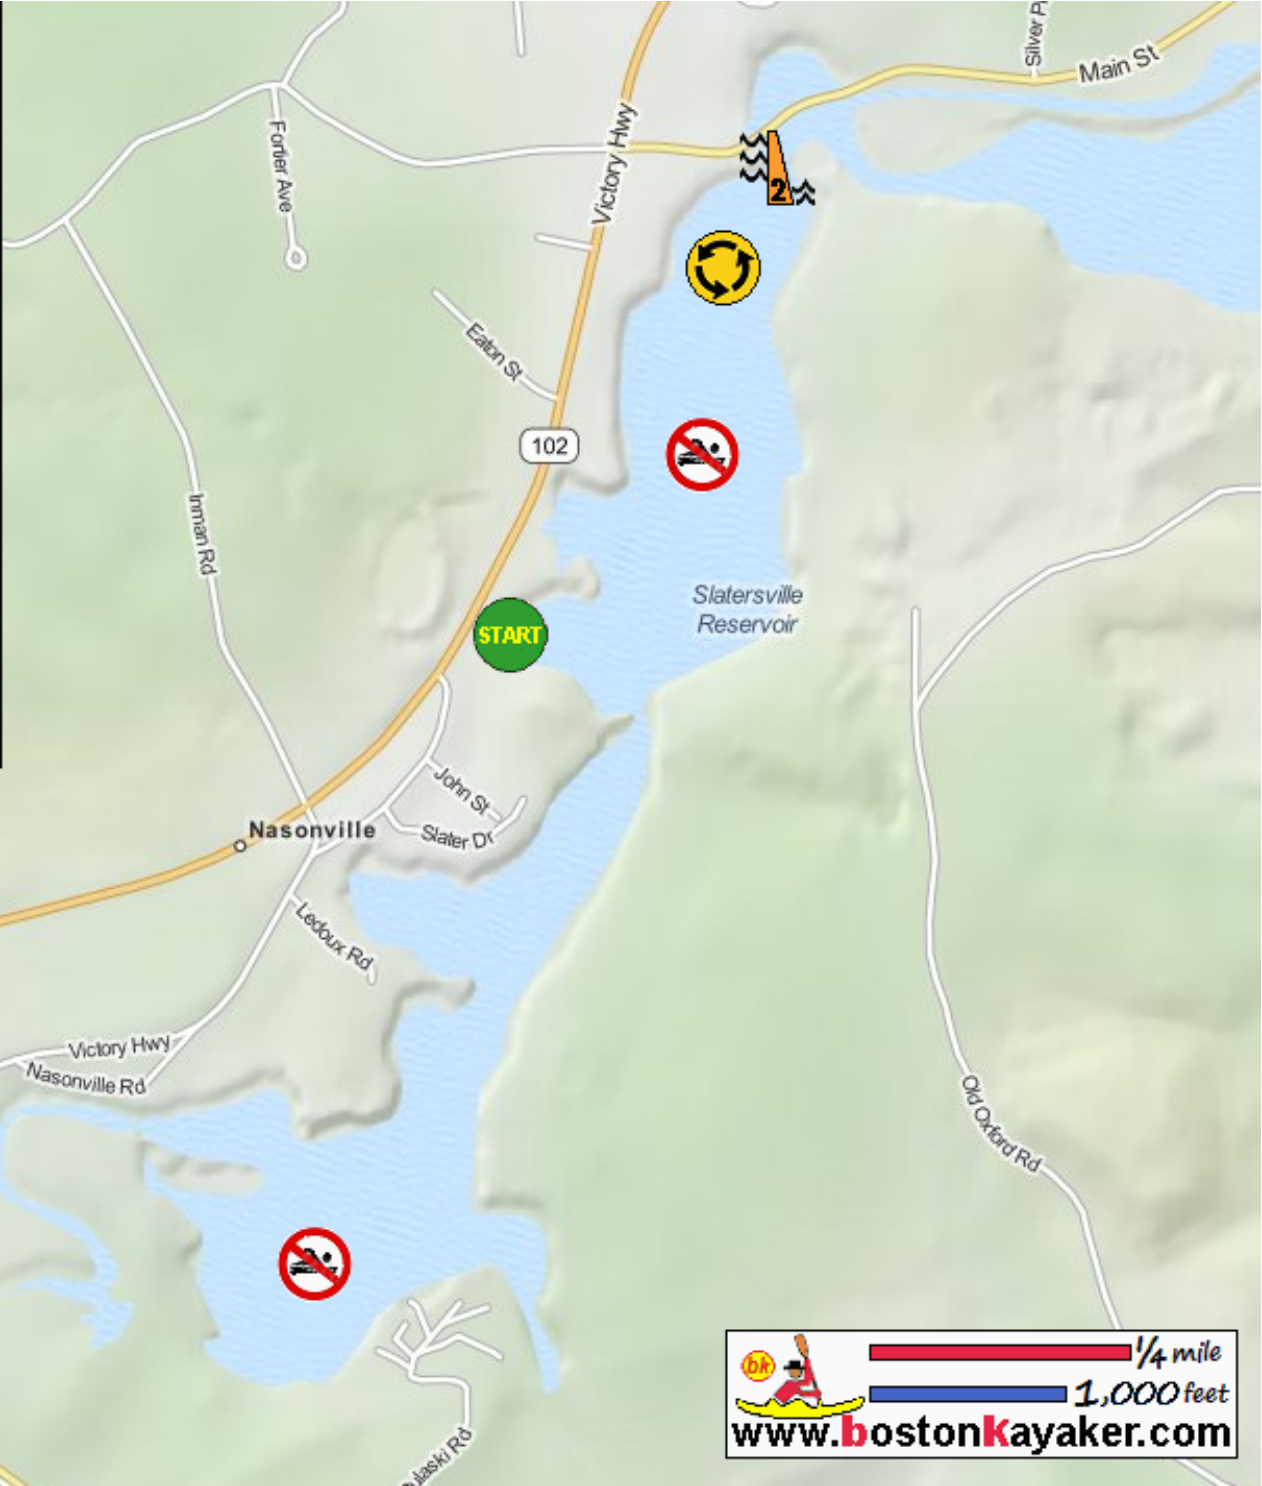 Silver P
Main St
Fortier Ave
Victory Hwy
2
Eaton St
102
Inman Rd
START
Slatersville
Reservoir
John St
Nasonville
Slater Dr
Ledoux Rd
Victory Hwy
Nasonville Rd
Old Oxford Rd
bk
1/4 mile
1,000 feet
www.bostonkayaker.com
ulaski Rd